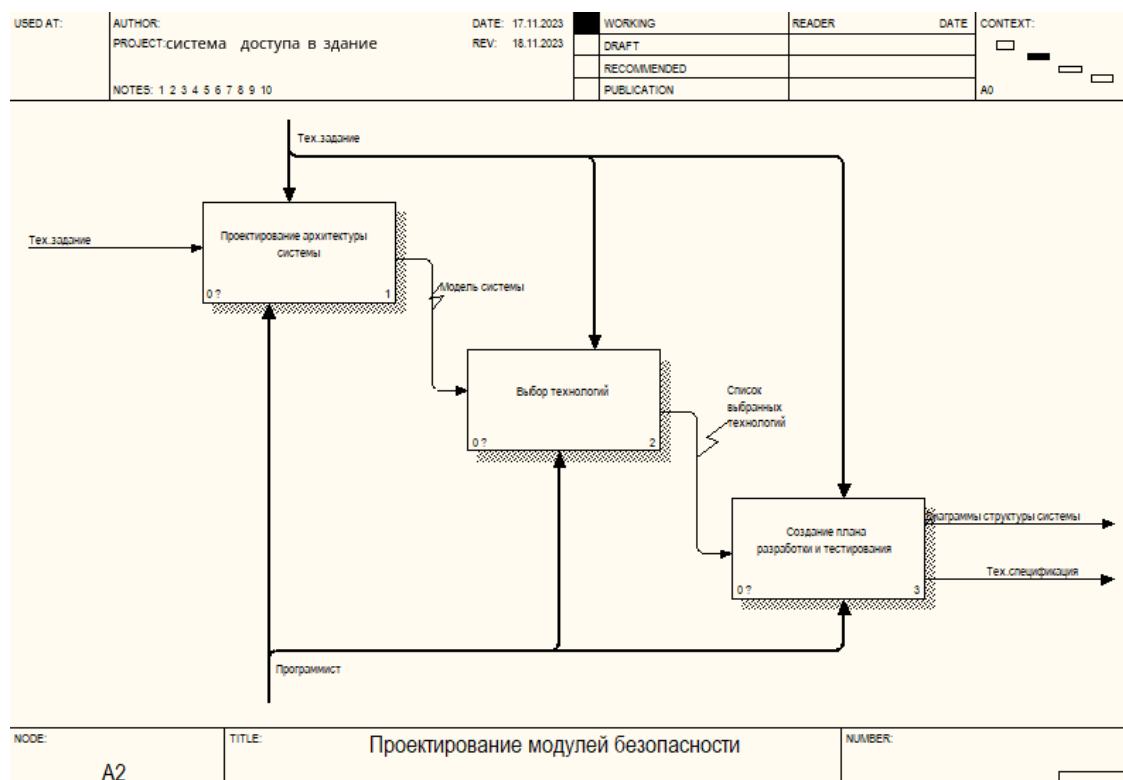 USED AT:
AUTHOR:
DATE: 17.11.2023
WORKING
READER
DATE
CONTEXT:
PROJECT: система доступа в здание
REV: 18.11.2023
DRAFT
RECOMMENDED
NOTES: 1 2 3 4 5 6 7 8 9 10
PUBLICATION
A0
Тех.задание
Тех.задание
Проектирование архитектуры
системы
0 ?
1
Модель системы
Выбор технологий
0 ?
2
Список
выбранных
технологий
Создание плана
разработки и тестирования
0 ?
3
Диаграммы структуры системы
Тех.спецификация
Программист
NODE:
A2
TITLE:
Проектирование модулей безопасности
NUMBER: